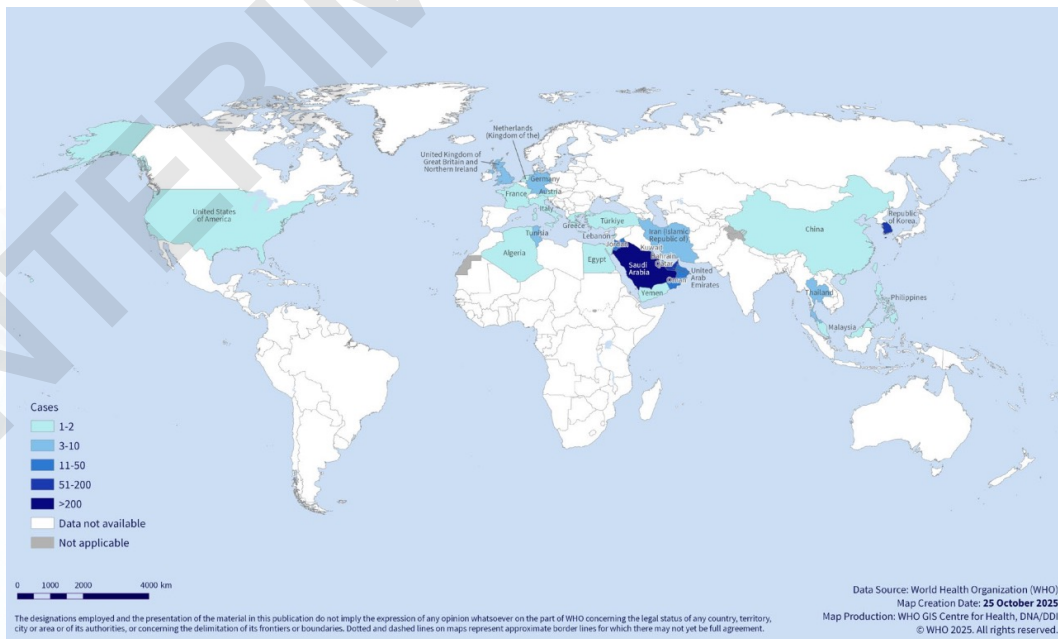 NTERIM
Netherlands
(Kingdom of the)
United Kingdom of
Great Britain and
Northern Ireland
Germany
France
Austria
Italy
Greece
Türkiye
United States
of America
Tunisia
Algeria
Lebanon
Jordan
Egypt
Iran (Islamic
Republic of)
Kuwait
Bahrain
Qatar
Saudi
Arabia
Oman
United
Arab
Emirates
Yemen
China
Republic
of Korea
Thailand
Philippines
Malaysia
Cases
1-2
3-10
11-50
51-200
>200
Data not available
Not applicable
0 1000 2000 4000 km
Data Source: World Health Organization (WHO)
Map Creation Date: 25 October 2025
Map Production: WHO GIS Centre for Health, DNA/DDI
© WHO 2025. All rights reserved.
The designations employed and the presentation of the material in this publication do not imply the expression of any opinion whatsoever on the part of WHO concerning the legal status of any country, territory,
city or area or of its authorities, or concerning the delimitation of its frontiers or boundaries. Dotted and dashed lines on maps represent approximate border lines for which there may not yet be full agreement.